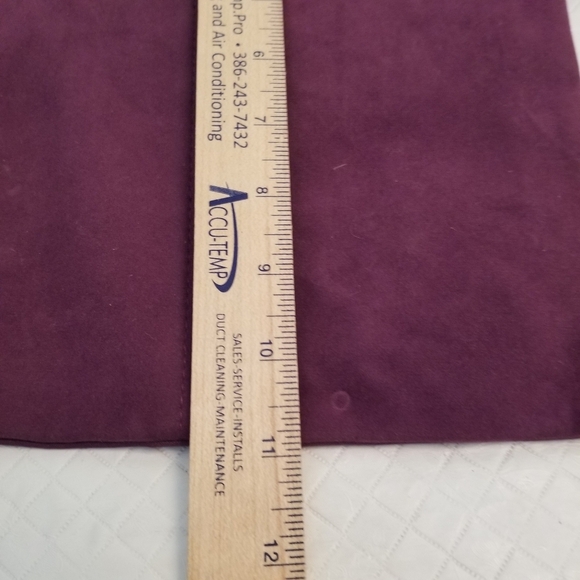 np.Pro • 386-243-7432
and Air Conditioning
ACCU-TEMP
SALES·SERVICE·INSTALLS
DUCT CLEANING·MAINTENANCE
6
7
8
9
10
11
12